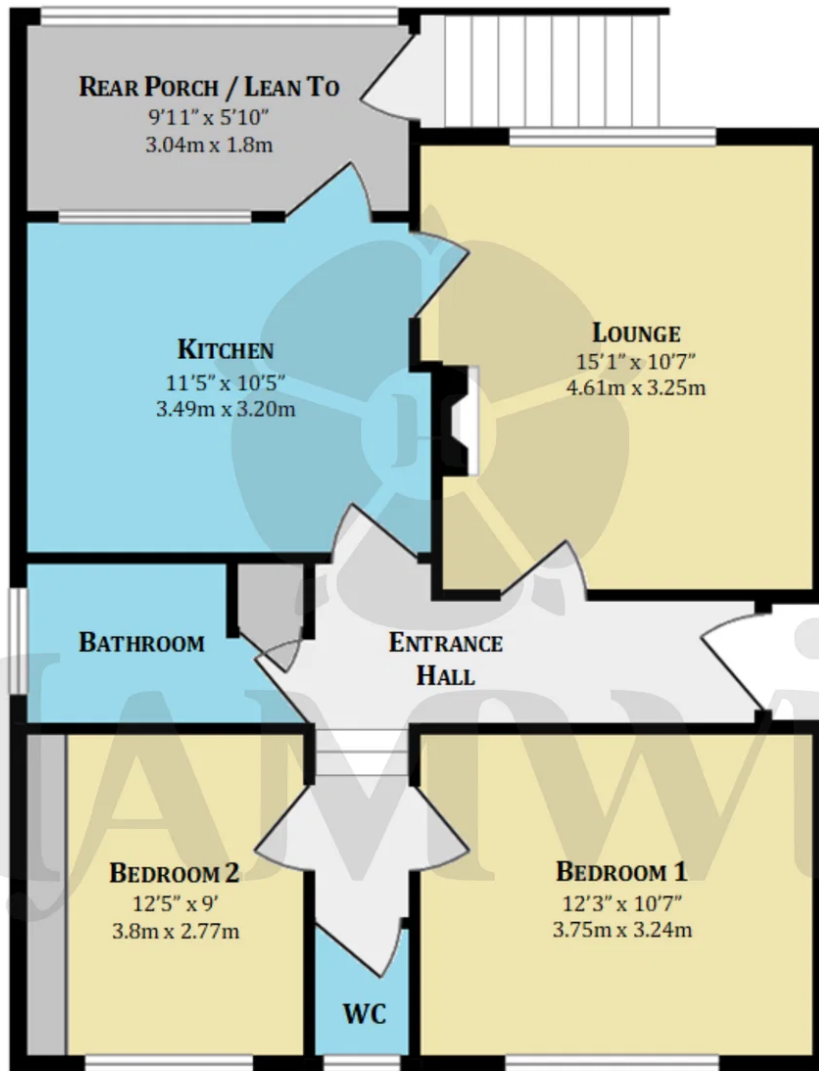 REAR PORCH / LEAN TO
9'11" x 5'10"
3.04m x 1.8m
KITCHEN
11'5" x 10'5"
3.49m x 3.20m
LOUNGE
15'1" x 10'7"
4.61m x 3.25m
BATHROOM
ENTRANCE
HALL
BEDROOM 2
12'5" x 9'
3.8m x 2.77m
BEDROOM 1
12'3" x 10'7"
3.75m x 3.24m
WC